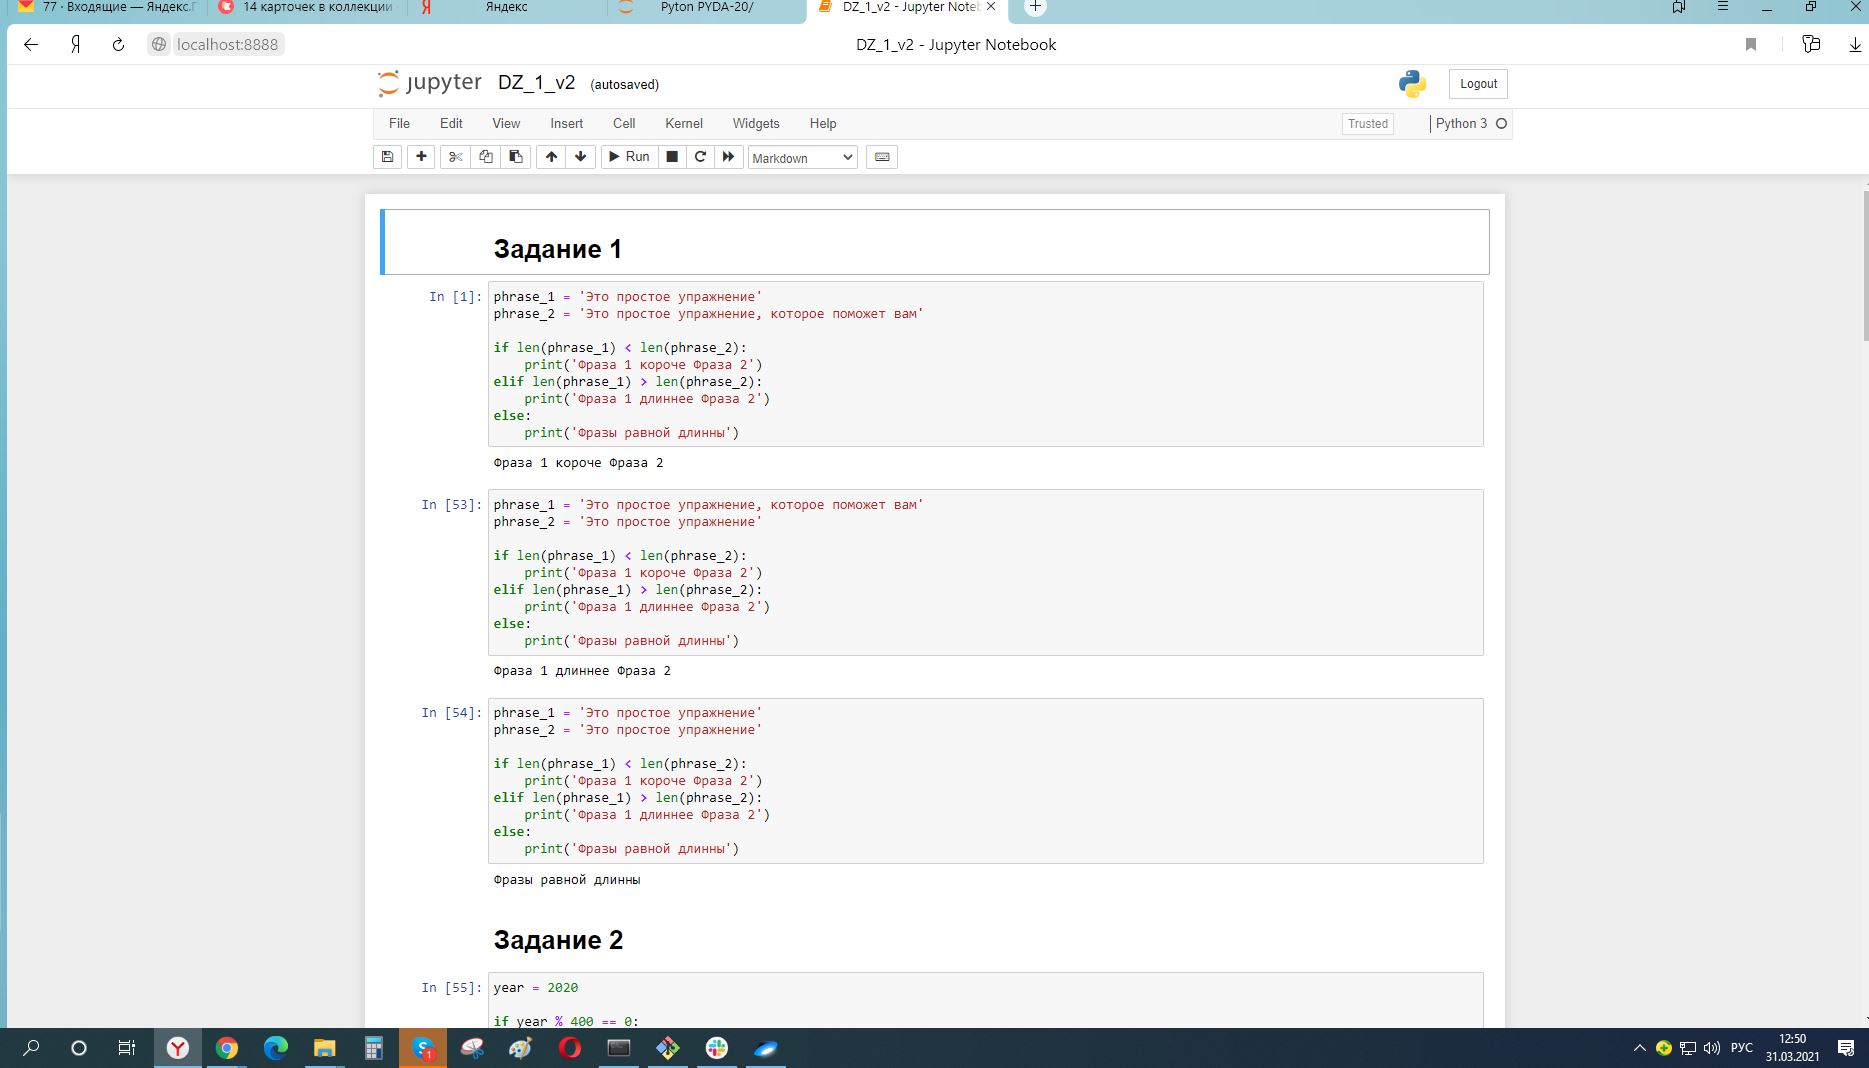 77 · Входящие — Яндекс.П
14 карточек в коллекции
Яндекс
Pyton PYDA-20/
DZ_1_v2 - Jupyter Noteb
localhost:8888
DZ_1_v2 - Jupyter Notebook
jupyter DZ_1_v2 (autosaved)
Logout
File Edit View Insert Cell Kernel Widgets Help
Trusted
Python 3
Run
Markdown
Задание 1
In [1]: phrase_1 = 'Это простое упражнение'
phrase_2 = 'Это простое упражнение, которое поможет вам'
if len(phrase_1) < len(phrase_2):
print('Фраза 1 короче Фраза 2')
elif len(phrase_1) > len(phrase_2):
print('Фраза 1 длиннее Фраза 2')
else:
print('Фразы равной длинны')
Фраза 1 короче Фраза 2
In [53]: phrase_1 = 'Это простое упражнение, которое поможет вам'
phrase_2 = 'Это простое упражнение'
if len(phrase_1) < len(phrase_2):
print('Фраза 1 короче Фраза 2')
elif len(phrase_1) > len(phrase_2):
print('Фраза 1 длиннее Фраза 2')
else:
print('Фразы равной длинны')
Фраза 1 длиннее Фраза 2
In [54]: phrase_1 = 'Это простое упражнение'
phrase_2 = 'Это простое упражнение'
if len(phrase_1) < len(phrase_2):
print('Фраза 1 короче Фраза 2')
elif len(phrase_1) > len(phrase_2):
print('Фраза 1 длиннее Фраза 2')
else:
print('Фразы равной длинны')
Фразы равной длинны
Задание 2
In [55]: year = 2020
if year % 400 == 0:
РУС
12:50
31.03.2021